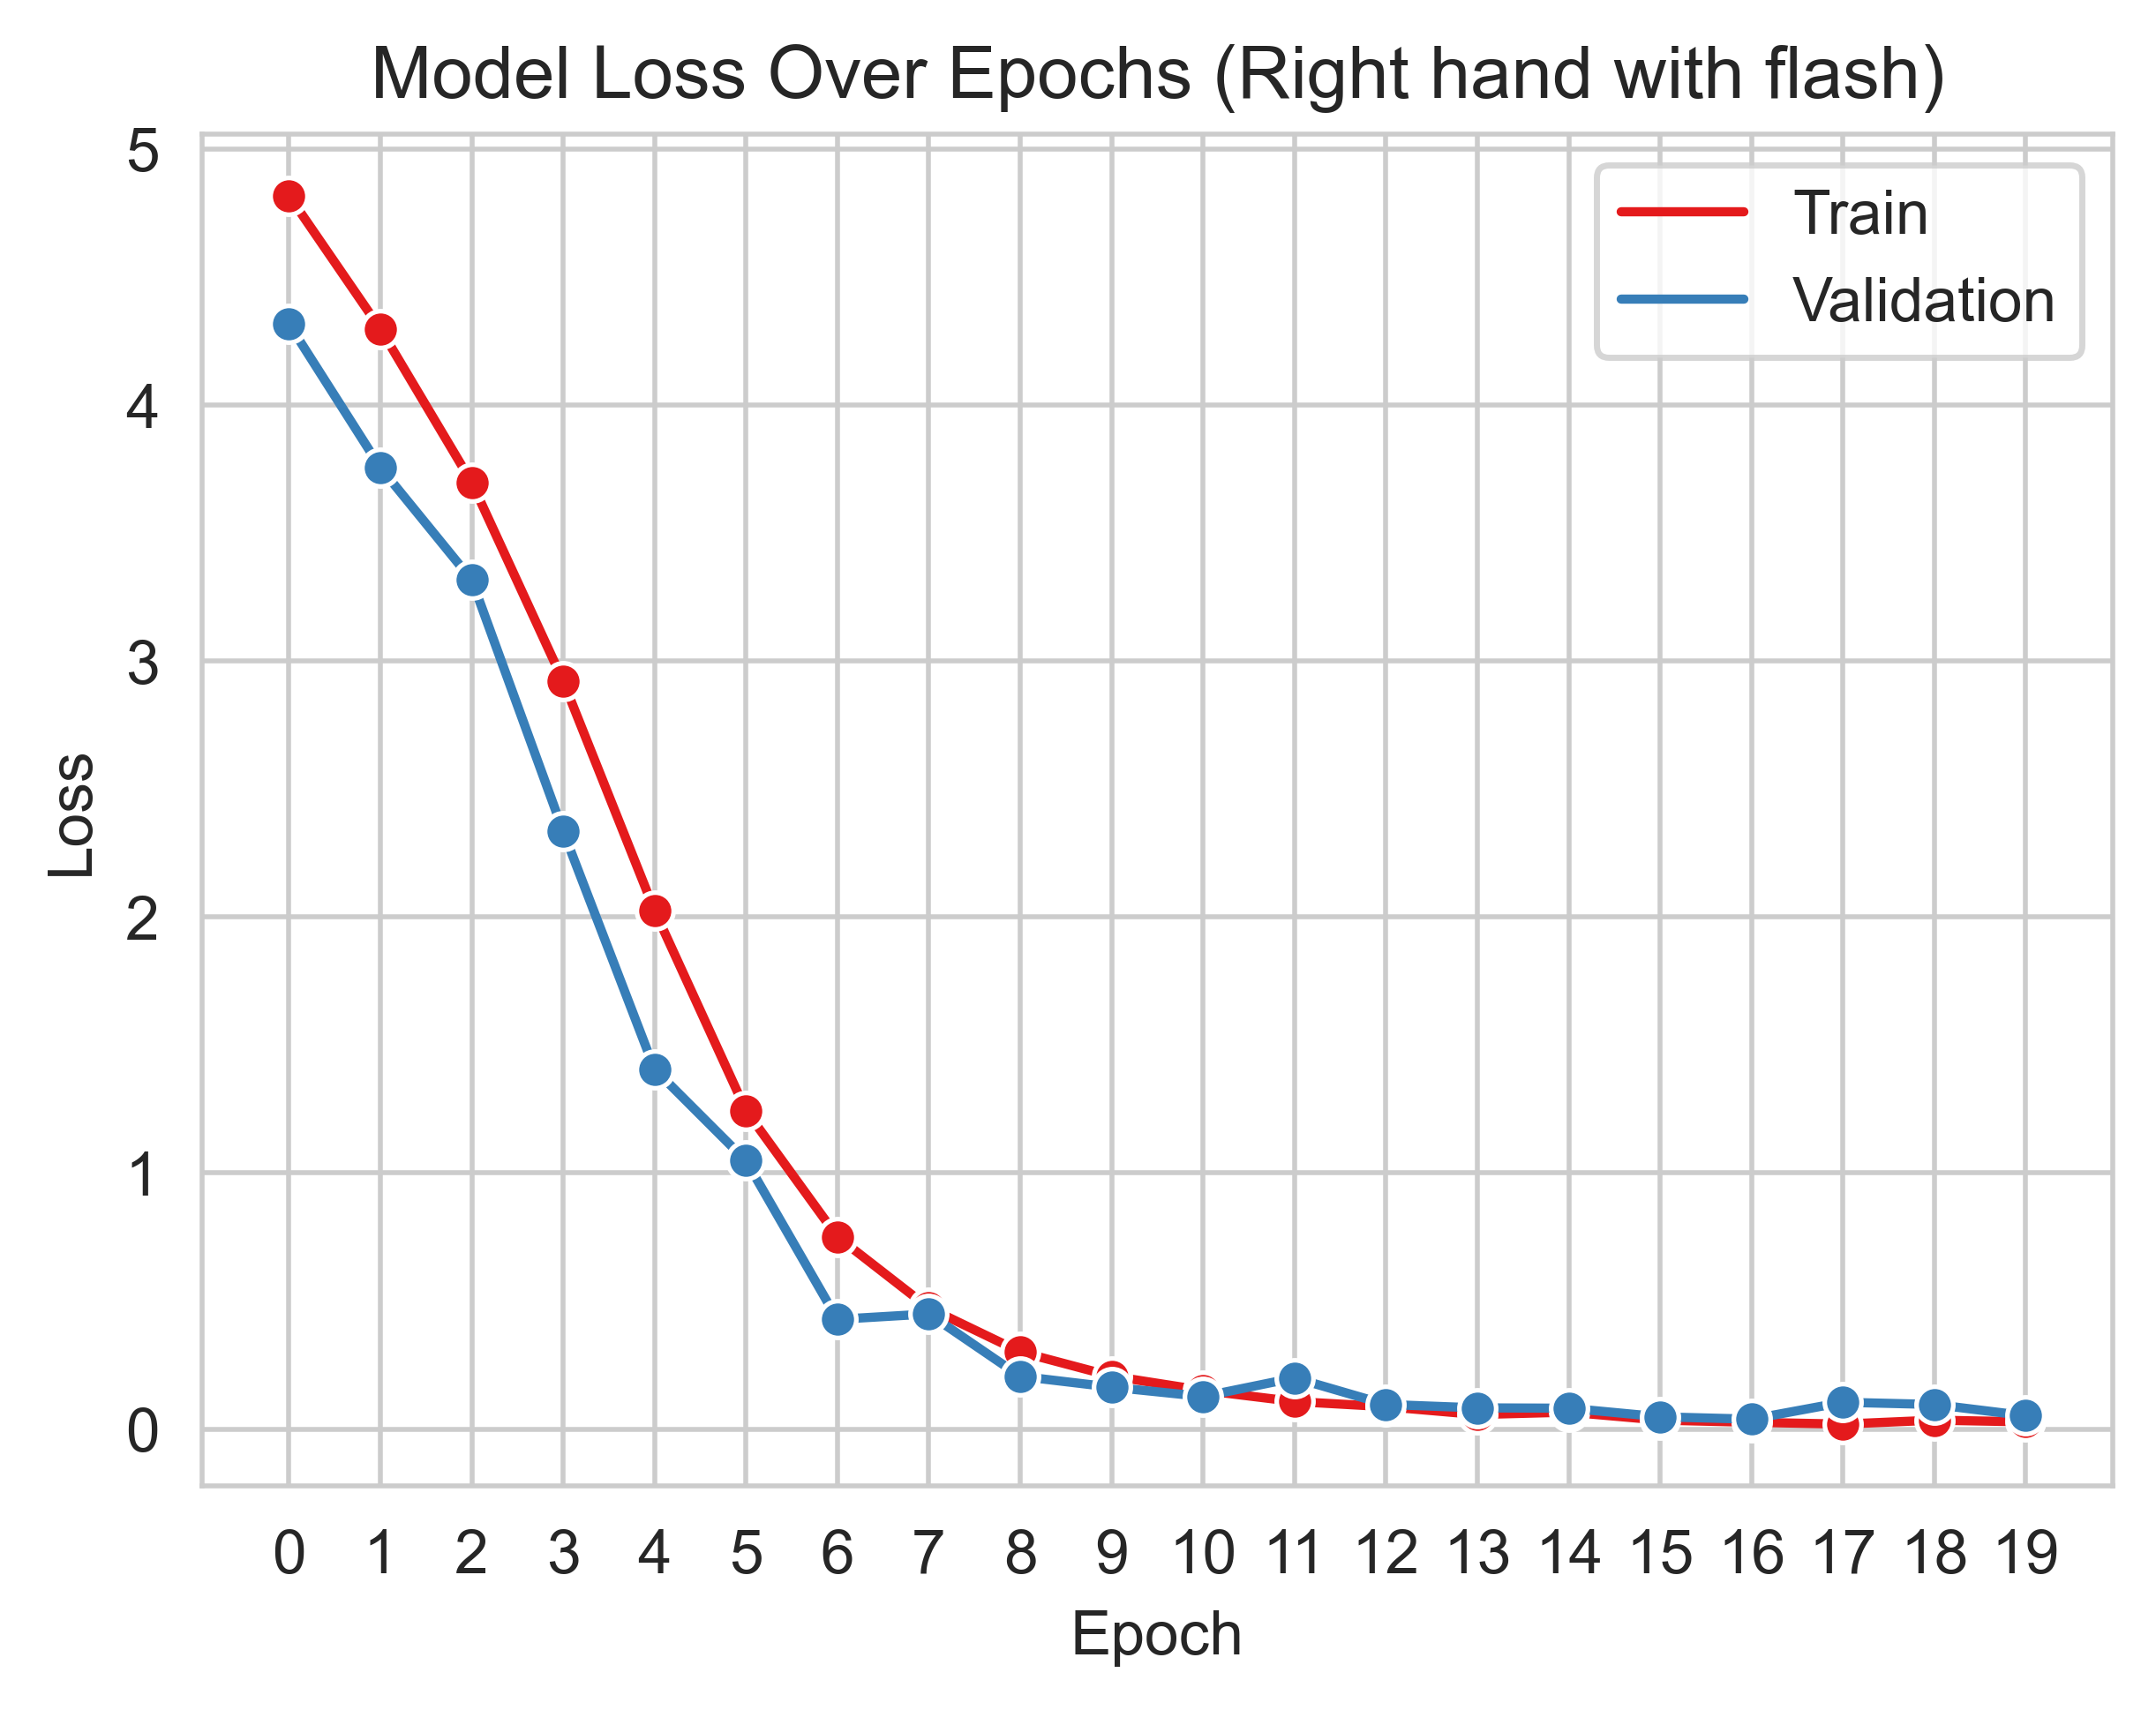 Model Loss Over Epochs (Right hand with flash)
Train
Validation
5
4
3
2
1
0
Loss
0 1 2 3 4 5 6 7 8 9 10 11 12 13 14 15 16 17 18 19
Epoch